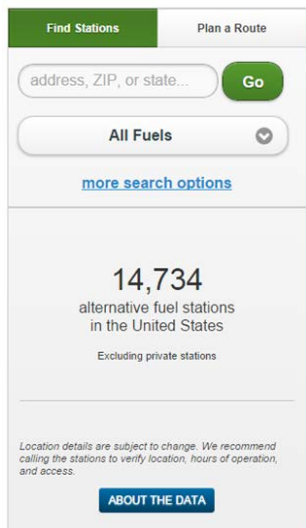 Find Stations
Plan a Route
address, ZIP, or state...
Go
All Fuels
more search options
14,734
alternative fuel stations
in the United States
Excluding private stations
Location details are subject to change. We recommend
calling the stations to verify location, hours of operation,
and access.
ABOUT THE DATA